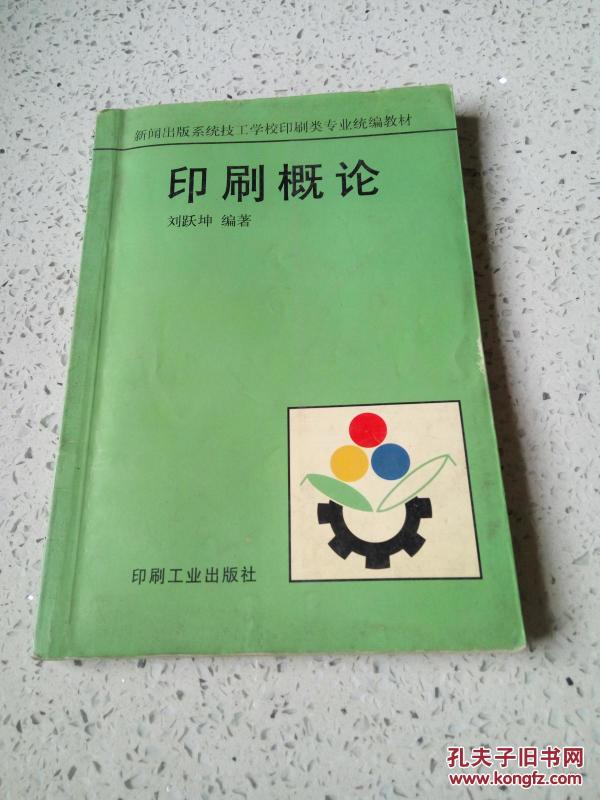 新闻出版系统技工学校印刷类专业统编教材
印刷概论
刘跃坤 编著
印刷工业出版社
孔夫子旧书网
www.kongfz.com